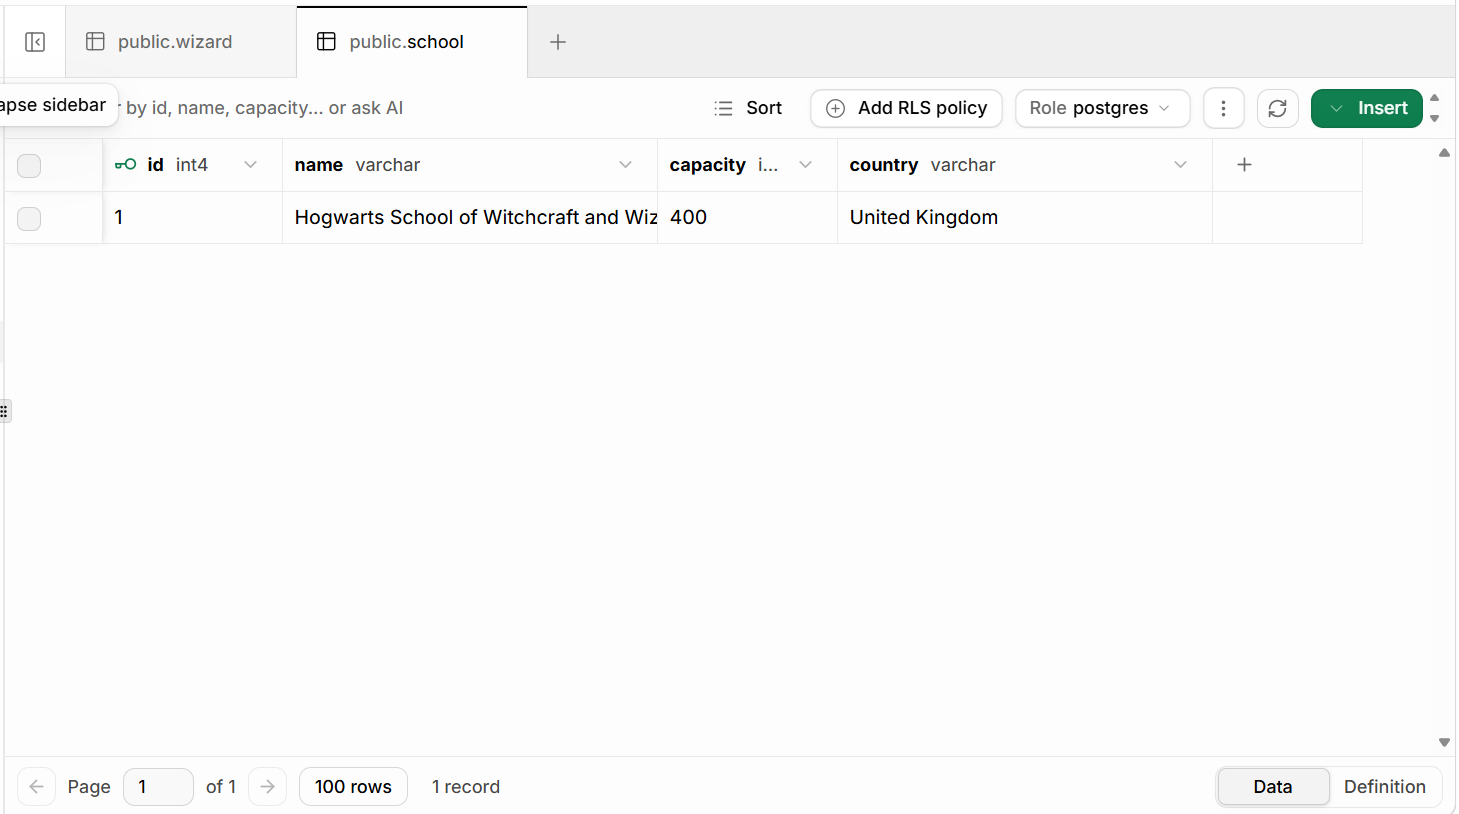 public.wizard public.school
apse sidebar by id, name, capacity... or ask AI Sort Add RLS policy Role postgres Insert
id int4 name varchar capacity i... country varchar
1 Hogwarts School of Witchcraft and Wiz 400 United Kingdom
Page 1 of 1 100 rows 1 record Data Definition